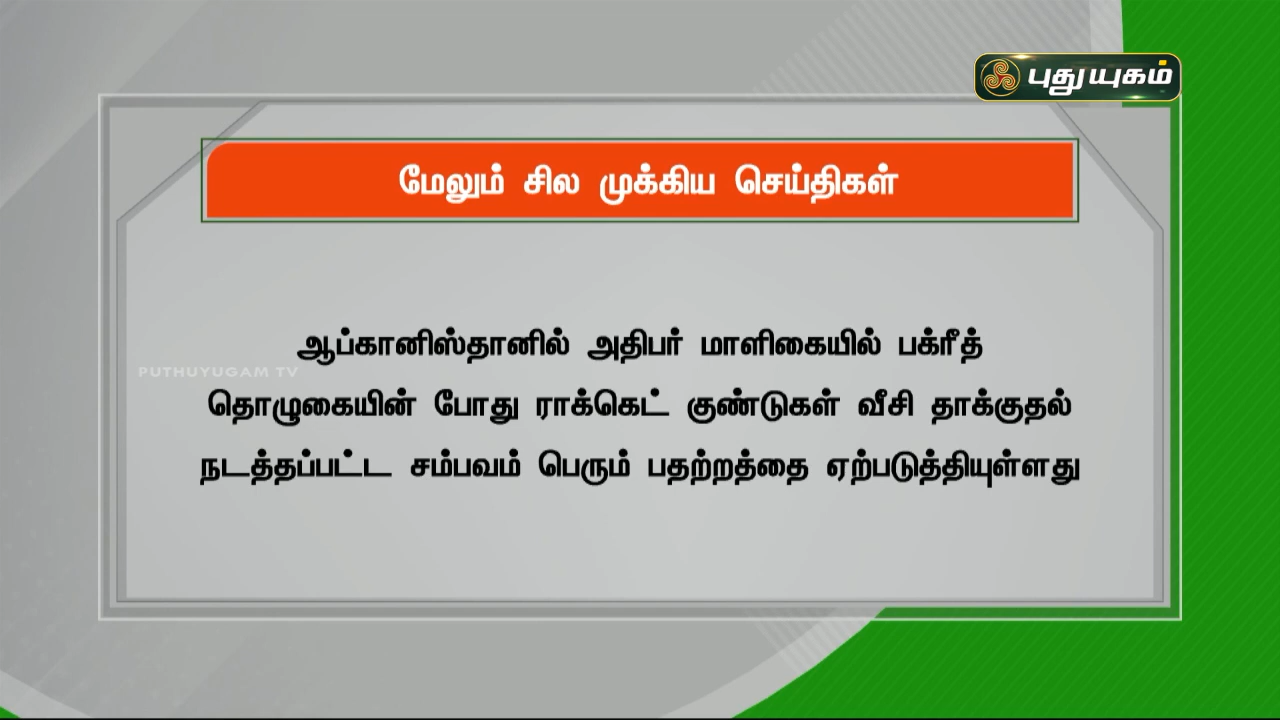 புதுயுகம்
மேலும் சில முக்கிய செய்திகள்
ஆப்கானிஸ்தானில் அதிபர் மாளிகையில் பக்ரீத்
PUTHUYUGAM TV
தொழுகையின் போது ராக்கெட் குண்டுகள் வீசி தாக்குதல்
நடத்தப்பட்ட சம்பவம் பெரும் பதற்றத்தை ஏற்படுத்தியுள்ளது